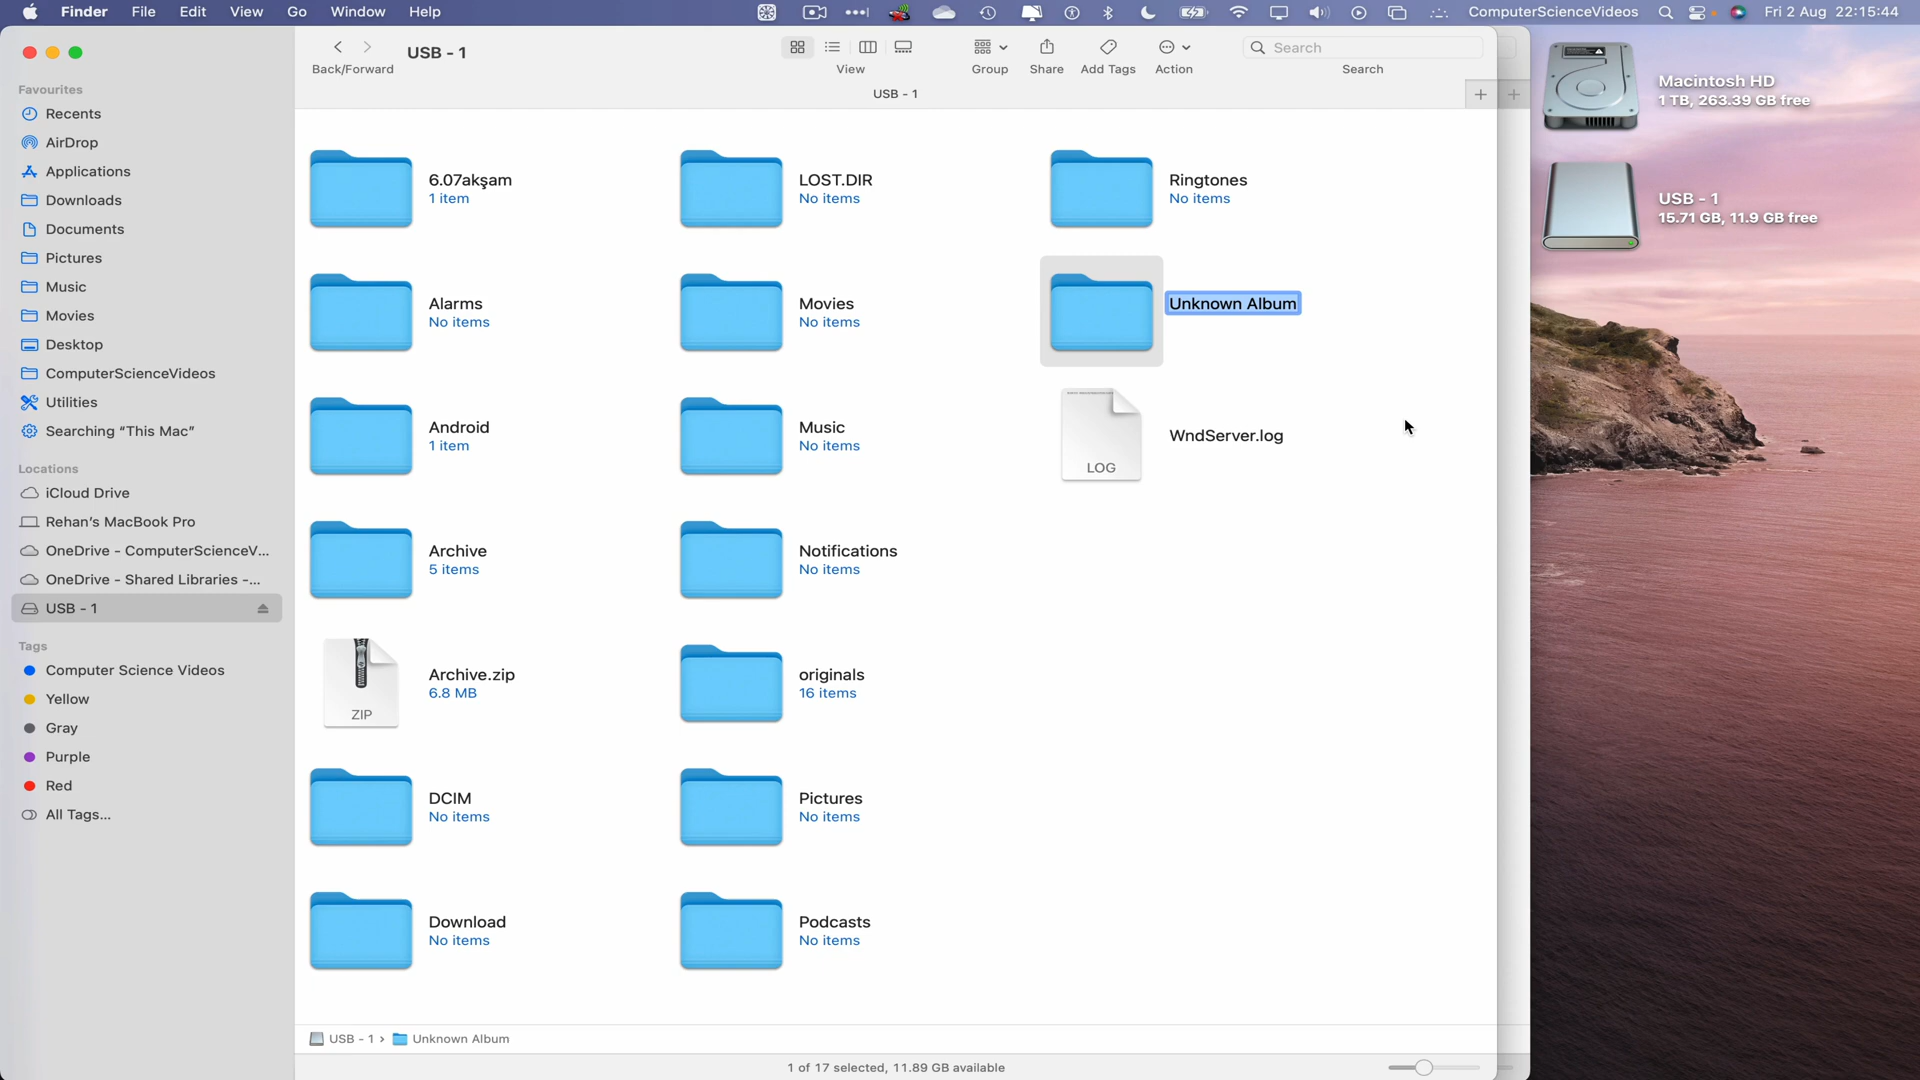 Finder File Edit View Go Window Help ComputerScienceVideos Fri 2 Aug 22:15:44
USB - 1
Back/Forward View Group Share Add Tags Action Search Search
USB - 1
Favourites
Recents
AirDrop
Applications
Downloads
Documents
Pictures
Music
Movies
Desktop
ComputerScienceVideos
Utilities
Searching “This Mac”
Locations
iCloud Drive
Rehan’s MacBook Pro
OneDrive - ComputerScienceV...
OneDrive - Shared Libraries -...
USB - 1
Tags
Computer Science Videos
Yellow
Gray
Purple
Red
All Tags...
6.07akşam
1 item
Alarms
No items
Android
1 item
Archive
5 items
Archive.zip
6.8 MB
ZIP
DCIM
No items
Download
No items
LOST.DIR
No items
Movies
No items
Music
No items
Notifications
No items
originals
16 items
Pictures
No items
Podcasts
No items
Ringtones
No items
Unknown Album
WndServer.log
LOG
USB - 1 › Unknown Album
1 of 17 selected, 11.89 GB available
Macintosh HD
1 TB, 263.39 GB free
USB - 1
15.71 GB, 11.9 GB free